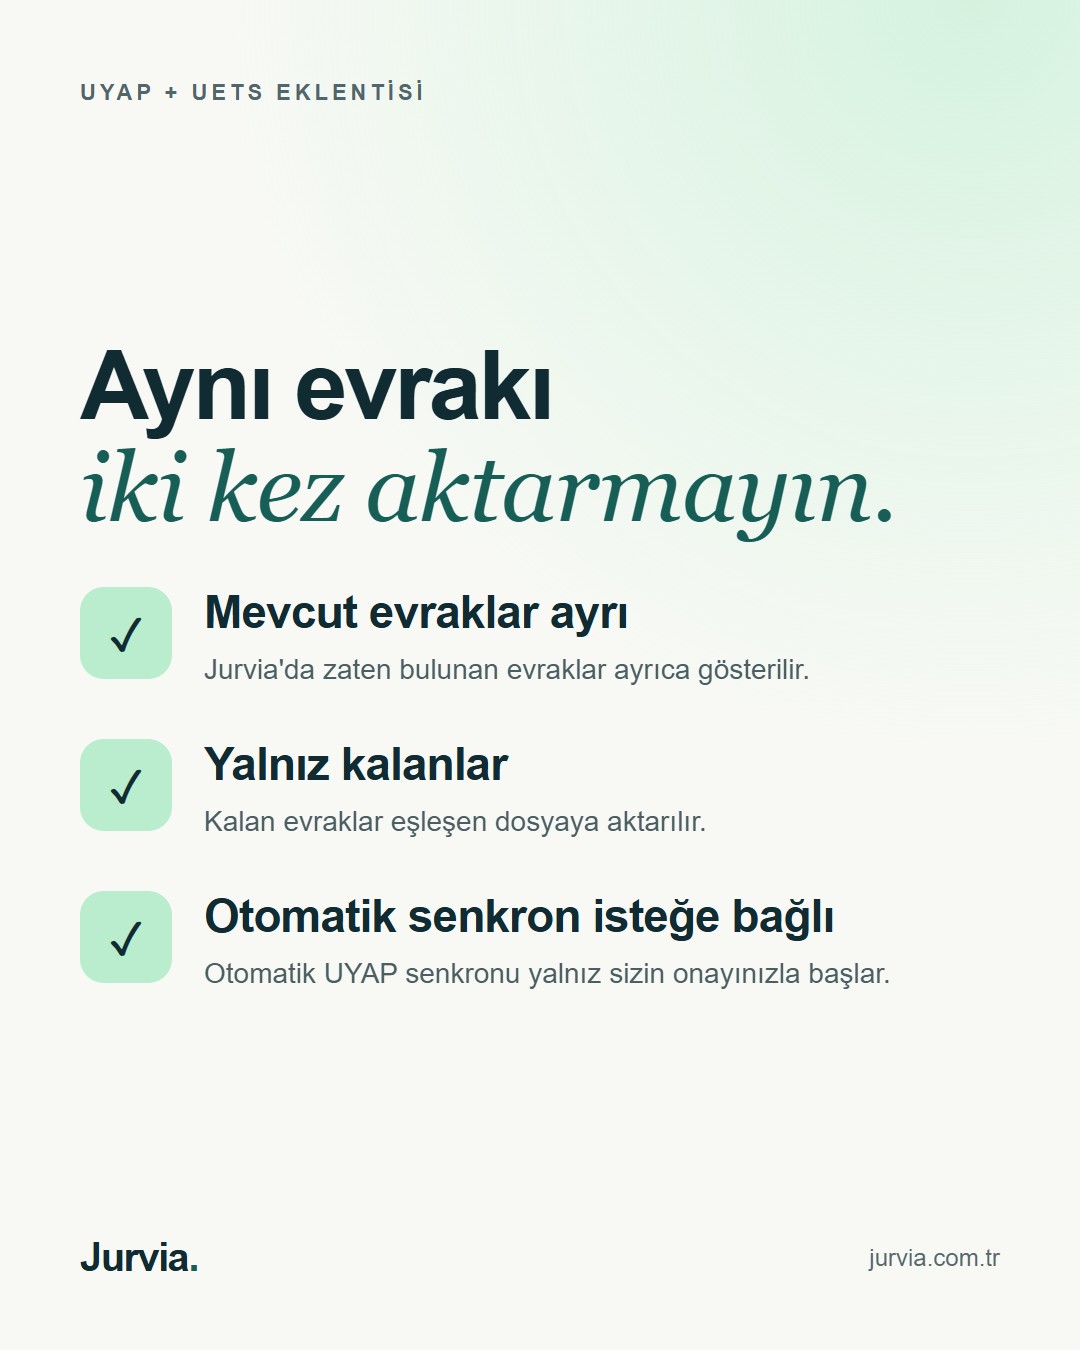 UYAP + UETS EKLENTİSİ
Aynı evrakı
iki kez aktarmayın.
✓
Mevcut evraklar ayrı
Jurvia'da zaten bulunan evraklar ayrıca gösterilir.
✓
Yalnız kalanlar
Kalan evraklar eşleşen dosyaya aktarılır.
✓
Otomatik senkron isteğe bağlı
Otomatik UYAP senkronu yalnız sizin onayınızla başlar.
Jurvia.
jurvia.com.tr